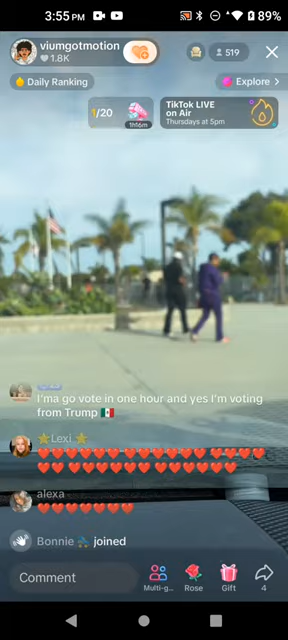 3:55 PM
89%
viumgotmotion
1.8K
519
Daily Ranking
Explore >
1/20
1h16m
TikTok LIVE
on Air
Thursdays at 5pm
I'ma go vote in one hour and yes I'm voting
from Trump 🇲🇽
⭐Lexi ⭐
❤️❤️❤️❤️❤️❤️❤️❤️❤️❤️❤️❤️❤️❤️❤️❤️
❤️❤️ ❤️❤️❤️❤️❤️❤️ ❤️❤️❤️❤️❤️❤️
alexa
❤️❤️❤️❤️❤️❤️❤️
Bonnie joined
Comment
Multi-g...
Rose
Gift
4